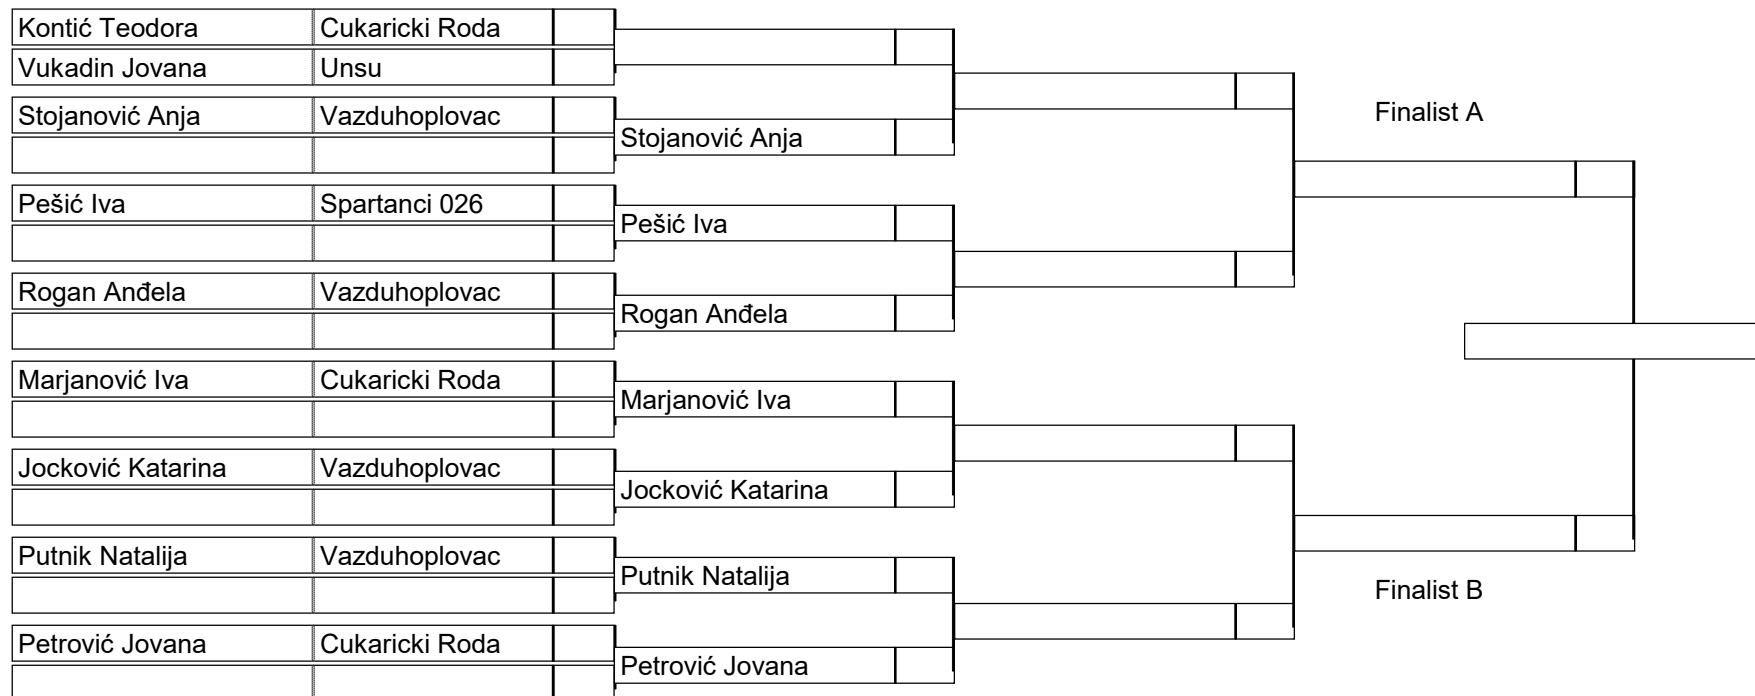 Kontić Teodora Cukaricki Roda
Vukadin Jovana Unsu
Stojanović Anja Vazduhoplovac
Stojanović Anja
Pešić Iva Spartanci 026
Pešić Iva
Rogan Anđela Vazduhoplovac
Rogan Anđela
Marjanović Iva Cukaricki Roda
Marjanović Iva
Jocković Katarina Vazduhoplovac
Jocković Katarina
Putnik Natalija Vazduhoplovac
Putnik Natalija
Petrović Jovana Cukaricki Roda
Petrović Jovana
Finalist A
Finalist B